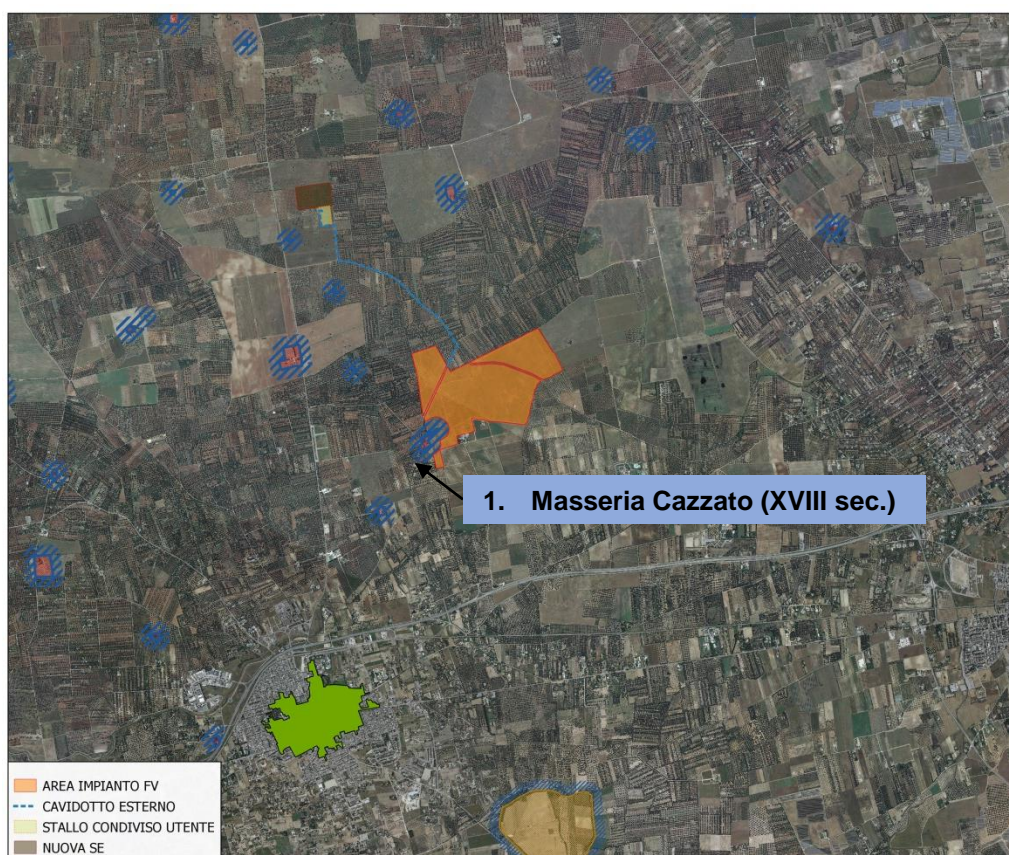 1. Masseria Cazzato (XVIII sec.)
AREA IMPIANTO FV
CAVIDOTTO ESTERNO
STALLO CONDIVISO UTENTE
NUOVA SE